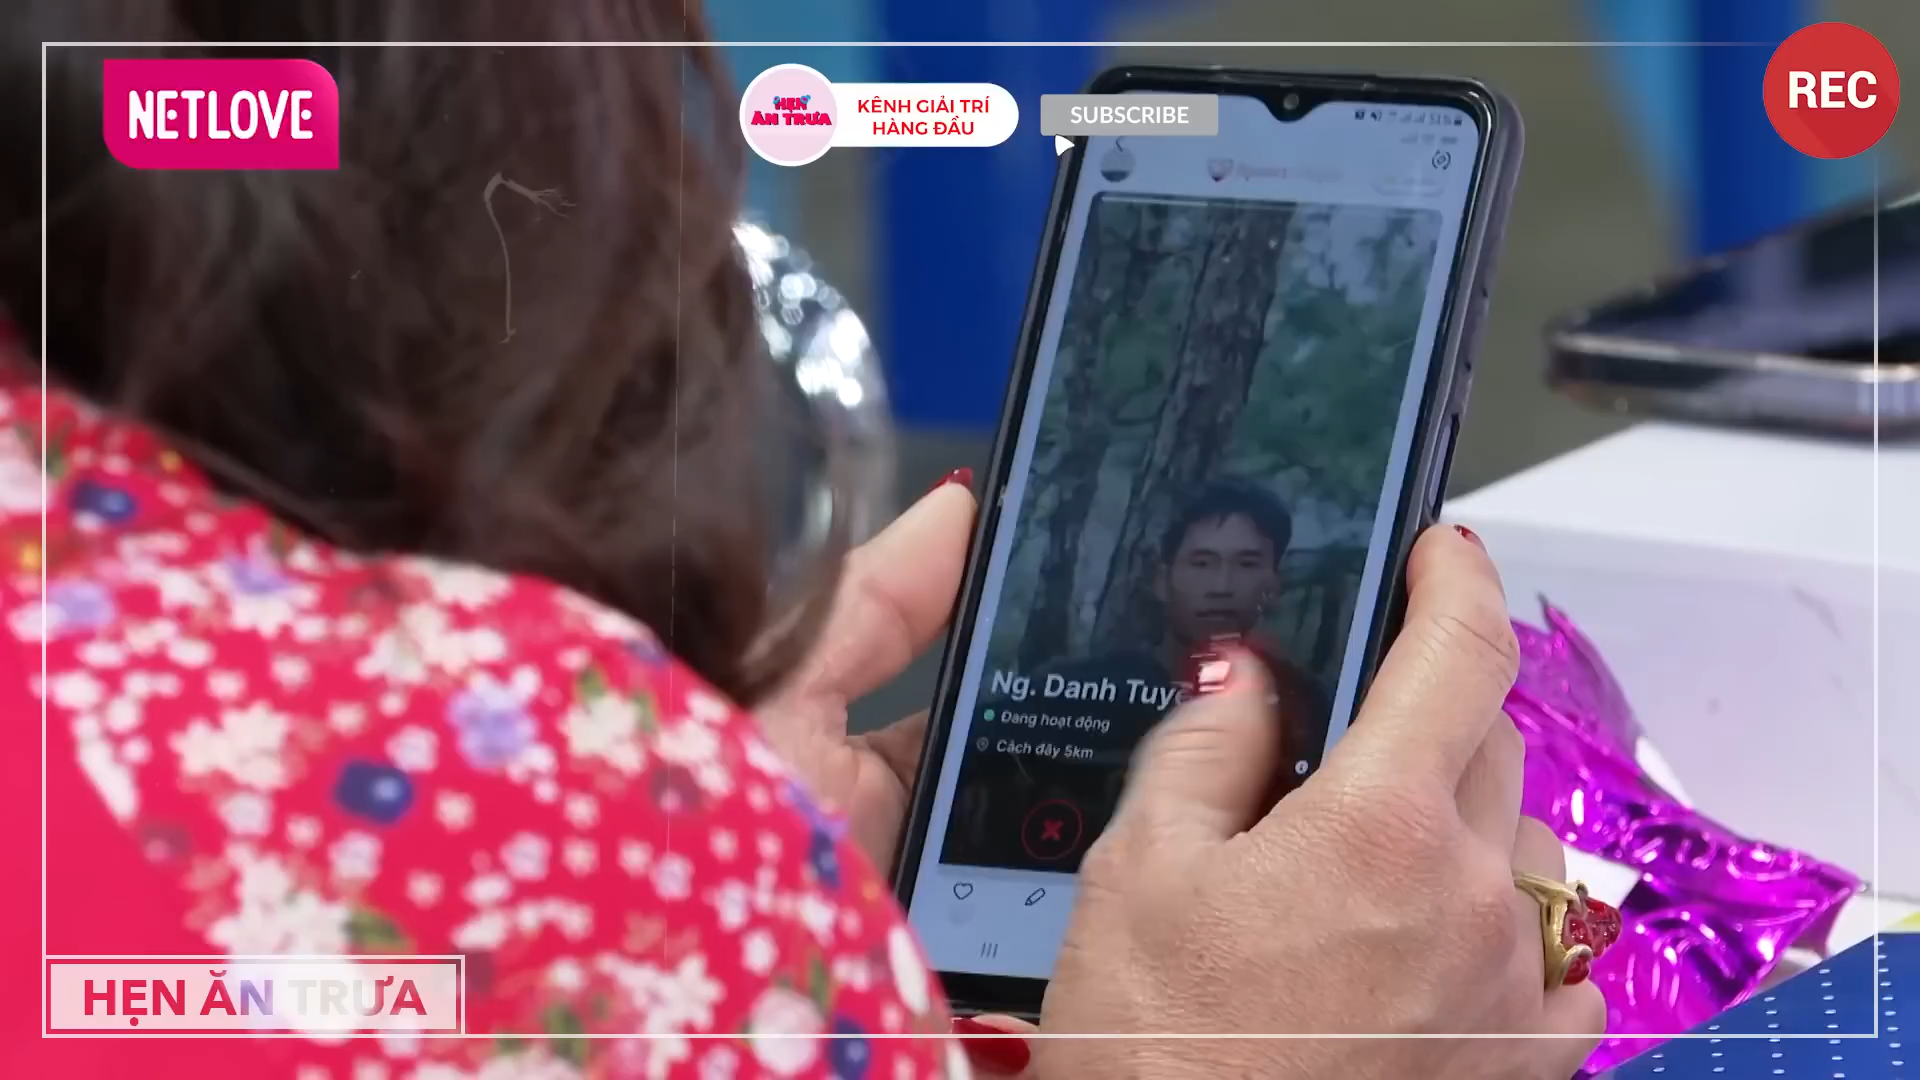 NETLOVE
HẸN
ĂN TRƯA
KÊNH GIẢI TRÍ
HÀNG ĐẦU
SUBSCRIBE
REC
51%
Ng. Danh
Đang hoạt động
Cách đây 5km
HẸN ĂN TRƯA